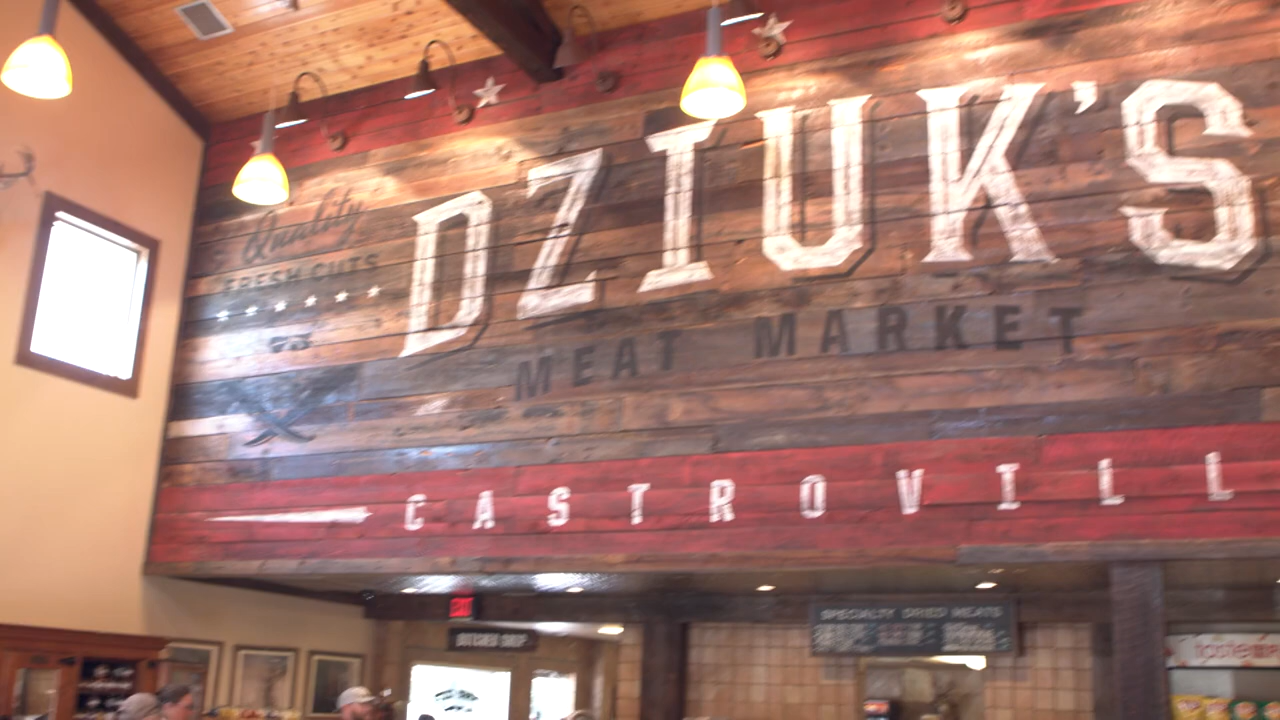 Quality
FRESH CUTS
DZIUK'S
MEAT MARKET
CASTROVILL
EXIT
BUTCHER SHOP
SPECIALTY DRIED MEATS